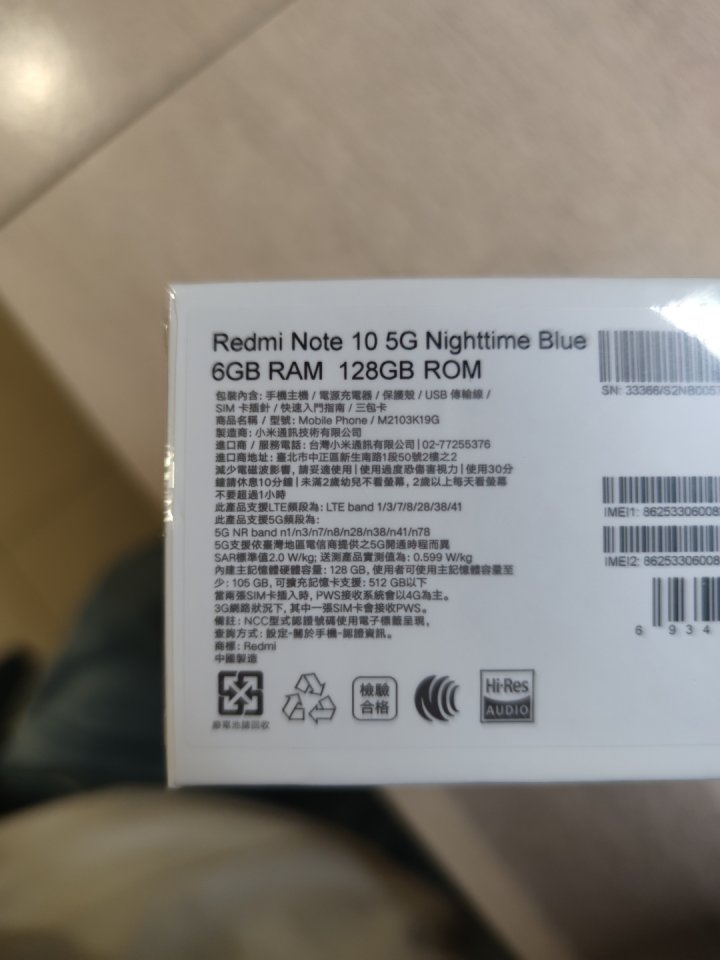 Redmi Note 10 5G Nighttime Blue
6GB RAM 128GB ROM
包裝內含: 手機主機 / 電源充電器 / 保護殼 / USB 傳輸線 /
SIM 卡插針 / 快速入門指南 / 三包卡
商品名稱 / 型號: Mobile Phone / M2103K19G
製造商: 小米通訊技術有限公司
進口商 / 服務電話: 台灣小米通訊有限公司 | 02-77255376
進口商地址: 臺北市中正區新生南路1段50號2樓之2
減少電磁波影響, 請妥適使用 | 使用過度恐傷害視力 | 使用30分
鐘請休息10分鐘 | 未滿2歲幼兒不看螢幕, 2歲以上每天看螢幕
不要超過1小時
此產品支援LTE頻段為: LTE band 1/3/7/8/28/38/41
此產品支援5G頻段為:
5G NR band n1/n3/n7/n8/n28/n38/n41/n78
5G支援依臺灣地區電信商提供之5G開通時程而異
SAR標準值2.0 W/kg; 送測產品實測值為: 0.599 W/kg
內建主記憶體硬體容量: 128 GB, 使用者可使用主記憶體容量至
少: 105 GB, 可擴充記憶卡支援: 512 GB以下
當兩張SIM卡插入時, PWS接收系統會以4G為主。
3G網路狀況下, 其中一張SIM卡會接收PWS。
備註: NCC型式認證號碼使用電子標籤呈現,
查詢方式: 設定-關於手機-認證資訊。
商標: Redmi
中國製造
廢電池請回收
檢驗
合格
Hi-Res
AUDIO
SN: 33366/S2NB005
IMEI1: 86253306008
IMEI2: 86253306008
6 934